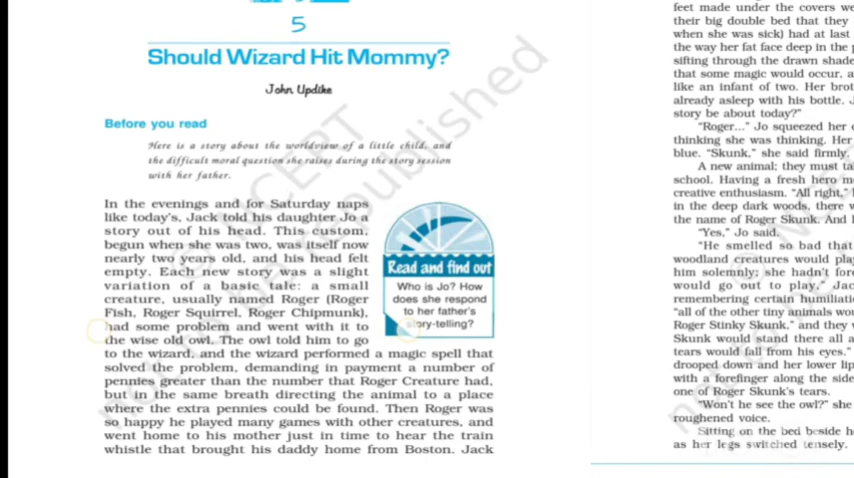 5
Should Wizard Hit Mommy?
John Updike
Before you read
Here is a story about the worldview of a little child, and
the difficult moral question she raises during the story session
with her father.
In the evenings and for Saturday naps
like today's, Jack told his daughter Jo a
story out of his head. This custom,
begun when she was two, was itself now
nearly two years old, and his head felt
empty. Each new story was a slight
variation of a basic tale: a small
creature, usually named Roger (Roger
Fish, Roger Squirrel, Roger Chipmunk),
had some problem and went with it to
the wise old owl. The owl told him to go
to the wizard, and the wizard performed a magic spell that
solved the problem, demanding in payment a number of
pennies greater than the number that Roger Creature had,
but in the same breath directing the animal to a place
where the extra pennies could be found. Then Roger was
so happy he played many games with other creatures, and
went home to his mother just in time to hear the train
whistle that brought his daddy home from Boston. Jack
Read and find out
Who is Jo? How
does she respond
to her father's
story-telling?
feet made under the covers
their big double bed that they
when she was sick) had at last
the way her fat face deep in the
sifting through the drawn
that some magic would occur,
like an infant of two. Her
already asleep with his bottle.
story be about today?"
"Roger..." Jo squeezed her
thinking she was thinking. Her
blue. "Skunk," she said firmly.
A new animal; they must
school. Having a fresh hero
creative enthusiasm. "All right,"
in the deep dark woods, there
the name of Roger Skunk. And
"Yes," Jo said.
"He smelled so bad that
woodland creatures would
him solemnly; she hadn't
would go out to play,"
remembering certain
"all of the other tiny animals
Roger Stinky Skunk," and they
Skunk would stand there all
tears would fall from his eyes."
drooped down and her lower
with a forefinger along the
one of Roger Skunk's tears.
"Won't he see the owl?" she
roughened voice.
Sitting on the bed beside
as her legs switched tensely.
not to be republished